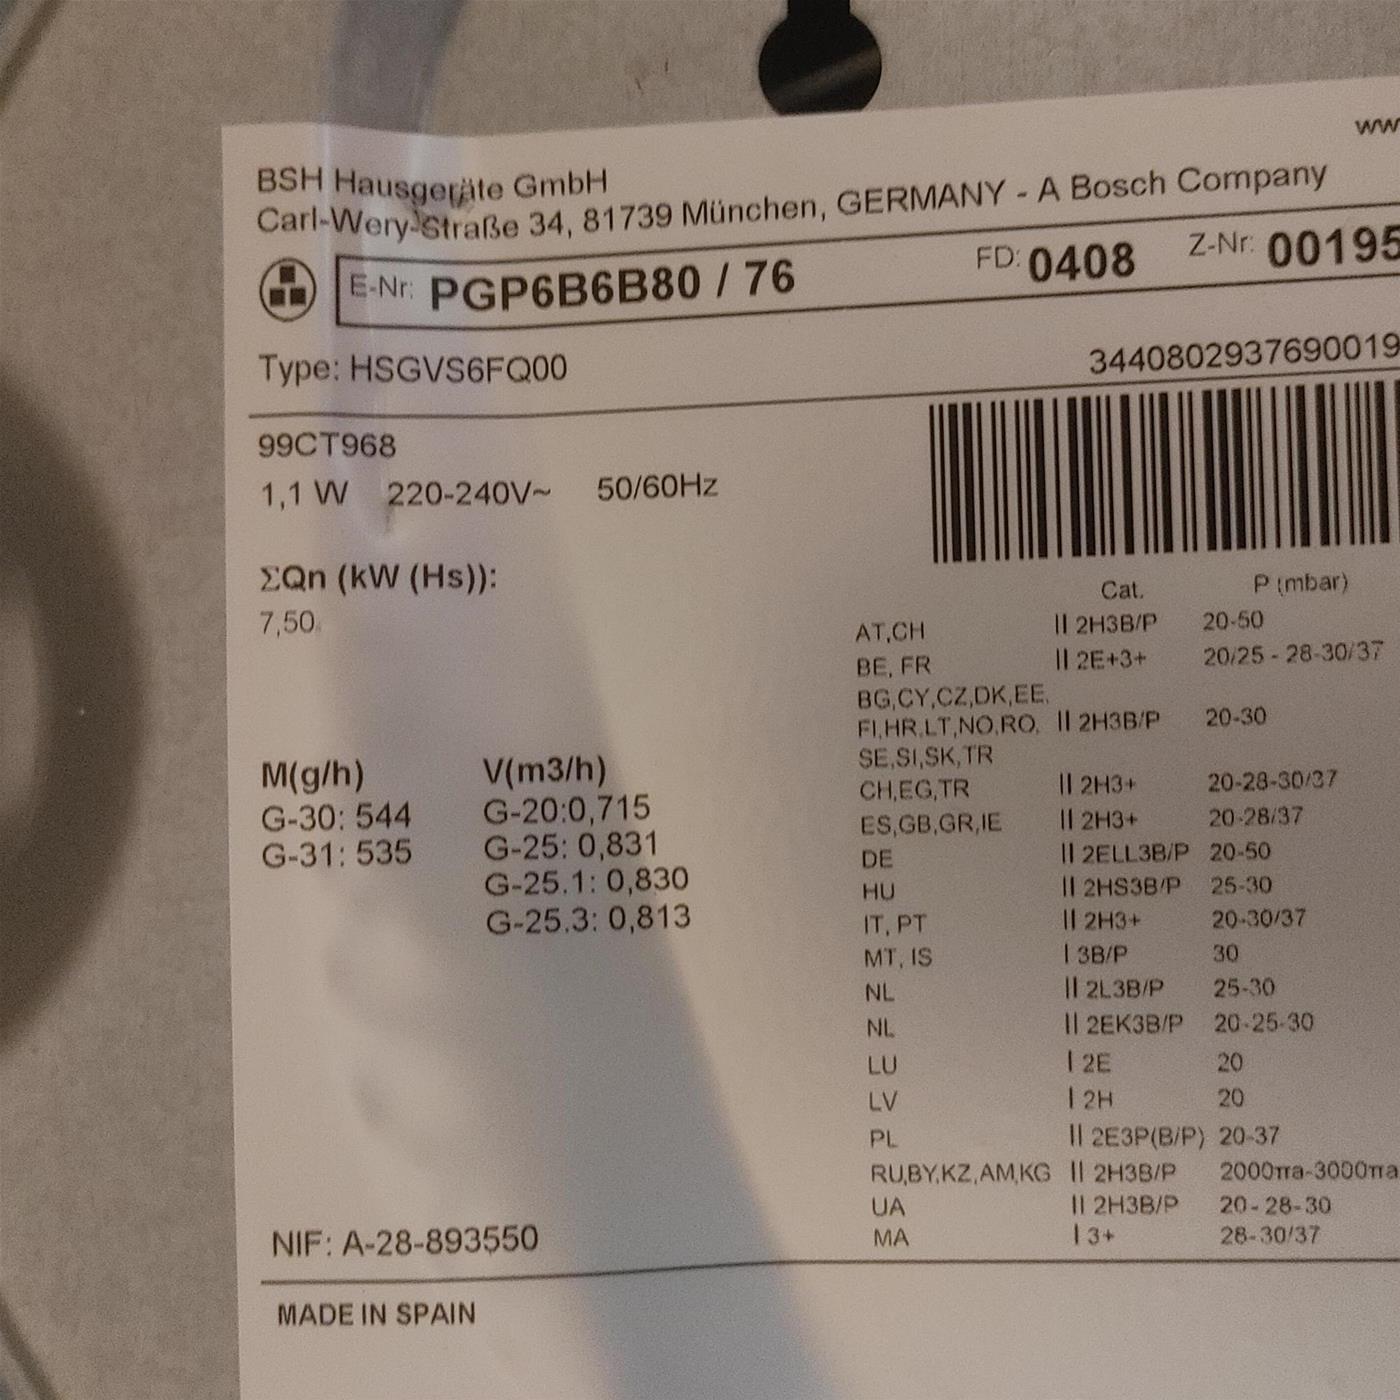 ww
BSH Hausgeräte GmbH
Carl-Wery-Straße 34, 81739 München, GERMANY - A Bosch Company
E-Nr: PGP6B6B80 / 76 FD: 0408 Z-Nr: 00195
Type: HSGVS6FQ00 3440802937690019
99CT968
1,1 W 220-240V~ 50/60Hz
ΣQn (kW (Hs)):
7,50
M(g/h) V(m3/h)
G-30: 544 G-20:0,715
G-31: 535 G-25: 0,831
G-25.1: 0,830
G-25.3: 0,813
Cat. P (mbar)
AT,CH II 2H3B/P 20-50
BE, FR II 2E+3+ 20/25 - 28-30/37
BG,CY,CZ,DK,EE,
FI,HR,LT,NO,RO, II 2H3B/P 20-30
SE,SI,SK,TR
CH,EG,TR II 2H3+ 20-28-30/37
ES,GB,GR,IE II 2H3+ 20-28/37
DE II 2ELL3B/P 20-50
HU II 2HS3B/P 25-30
IT, PT II 2H3+ 20-30/37
MT, IS I 3B/P 30
NL II 2L3B/P 25-30
NL II 2EK3B/P 20-25-30
LU I 2E 20
LV I 2H 20
PL II 2E3P(B/P) 20-37
RU,BY,KZ,AM,KG II 2H3B/P 2000πa-3000πa
UA II 2H3B/P 20-28-30
MA I 3+ 28-30/37
NIF: A-28-893550
MADE IN SPAIN